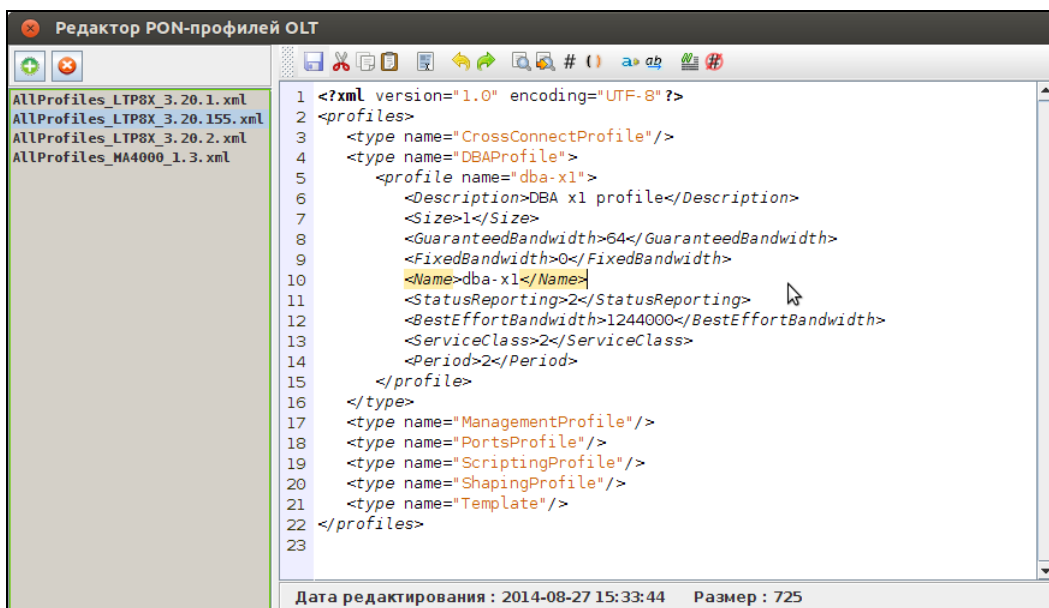 Редактор PON-профилей OLT
# () a ab #
AllProfiles_LTP8X_3.20.1.xml
AllProfiles_LTP8X_3.20.155.xml
AllProfiles_LTP8X_3.20.2.xml
AllProfiles_MA4000_1.3.xml
1 <?xml version="1.0" encoding="UTF-8"?>
2 <profiles>
3    <type name="CrossConnectProfile"/>
4    <type name="DBAProfile">
5       <profile name="dba-x1">
6          <Description>DBA x1 profile</Description>
7          <Size>1</Size>
8          <GuaranteedBandwidth>64</GuaranteedBandwidth>
9          <FixedBandwidth>0</FixedBandwidth>
10          <Name>dba-x1</Name>
11          <StatusReporting>2</StatusReporting>
12          <BestEffortBandwidth>1244000</BestEffortBandwidth>
13          <ServiceClass>2</ServiceClass>
14          <Period>2</Period>
15       </profile>
16    </type>
17    <type name="ManagementProfile"/>
18    <type name="PortsProfile"/>
19    <type name="ScriptingProfile"/>
20    <type name="ShapingProfile"/>
21    <type name="Template"/>
22 </profiles>
23
Дата редактирования : 2014-08-27 15:33:44 Размер : 725